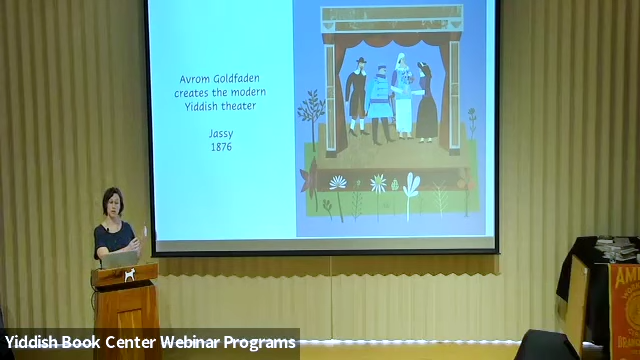 Avrom Goldfaden
creates the modern
Yiddish theater
Jassy
1876
Yiddish Book Center Webinar Programs